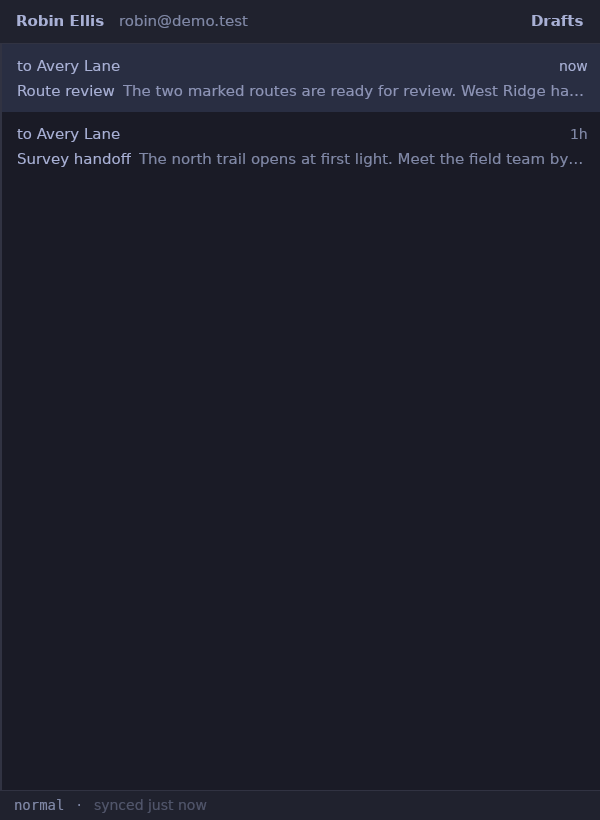 Robin Ellis robin@demo.test Drafts
to Avery Lane now
Route review The two marked routes are ready for review. West Ridge ha…
to Avery Lane 1h
Survey handoff The north trail opens at first light. Meet the field team by…
normal · synced just now